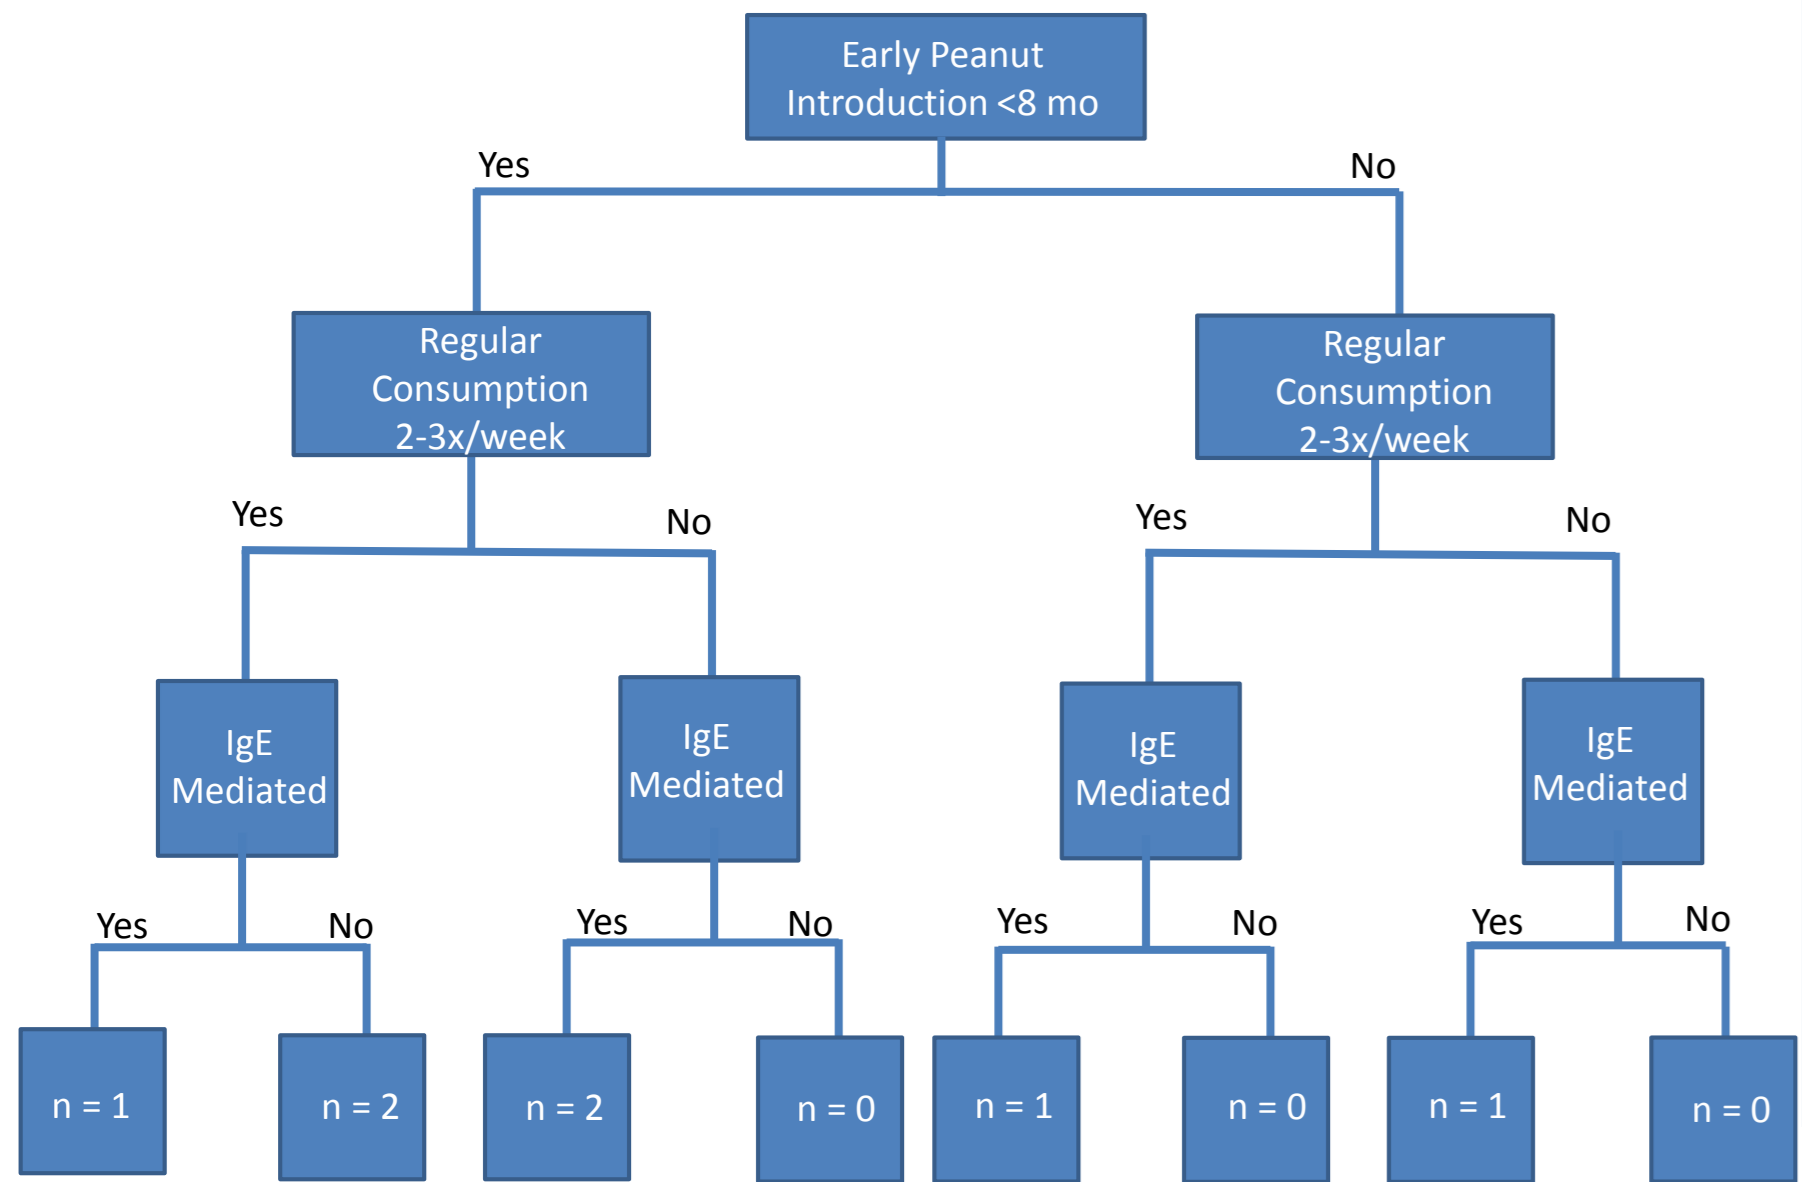 Early Peanut
Introduction <8 mo
Yes
No
Regular
Consumption
2-3x/week
Regular
Consumption
2-3x/week
Yes
No
Yes
No
IgE
Mediated
IgE
Mediated
IgE
Mediated
IgE
Mediated
Yes
No
Yes
No
Yes
No
Yes
No
n = 1
n = 2
n = 2
n = 0
n = 1
n = 0
n = 1
n = 0